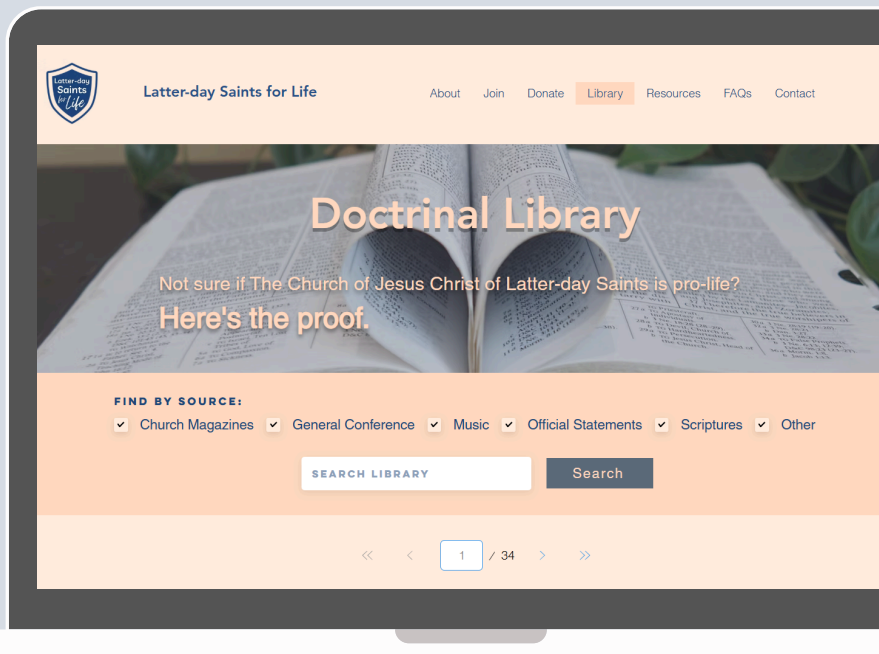 Latter-day
Saints
for Life
Latter-day Saints for Life
About Join Donate Library Resources FAQs Contact
Doctrinal Library
Not sure if The Church of Jesus Christ of Latter-day Saints is pro-life?
Here's the proof.
FIND BY SOURCE:
Church Magazines General Conference Music Official Statements Scriptures Other
SEARCH LIBRARY Search
1 / 34